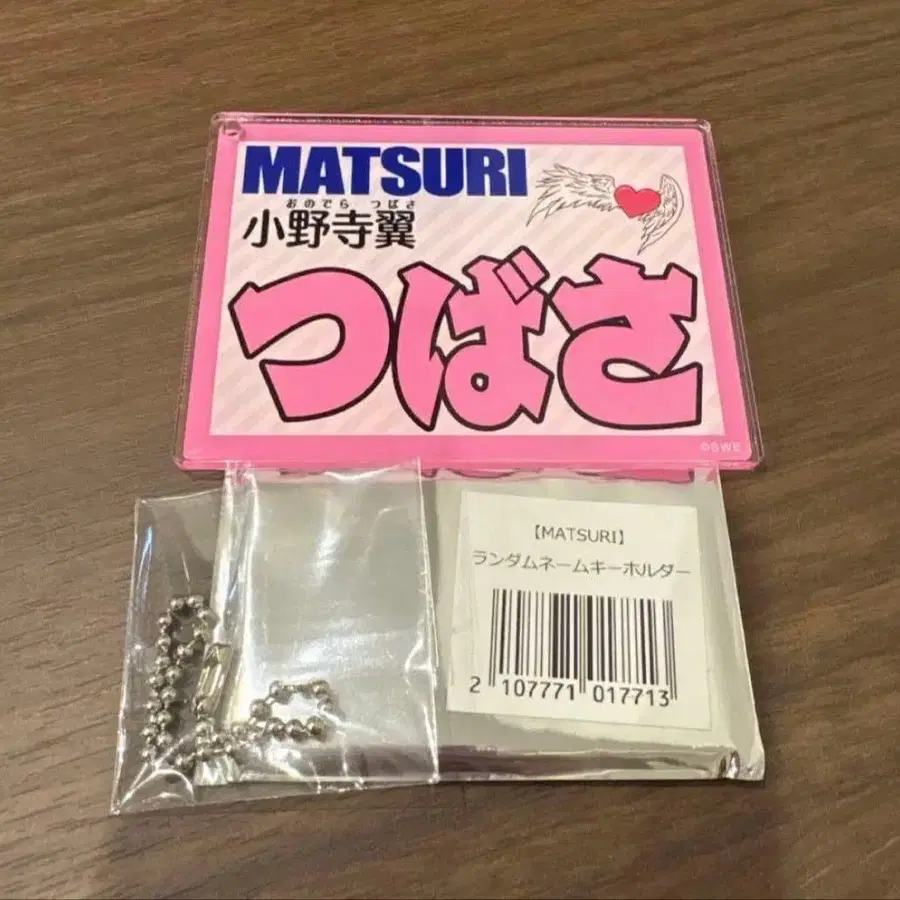 MATSURI
おのでら つばさ
小野寺翼
つばさ
©SWE
【MATSURI】
ランダムネームキーホルダー
2 107771 017713